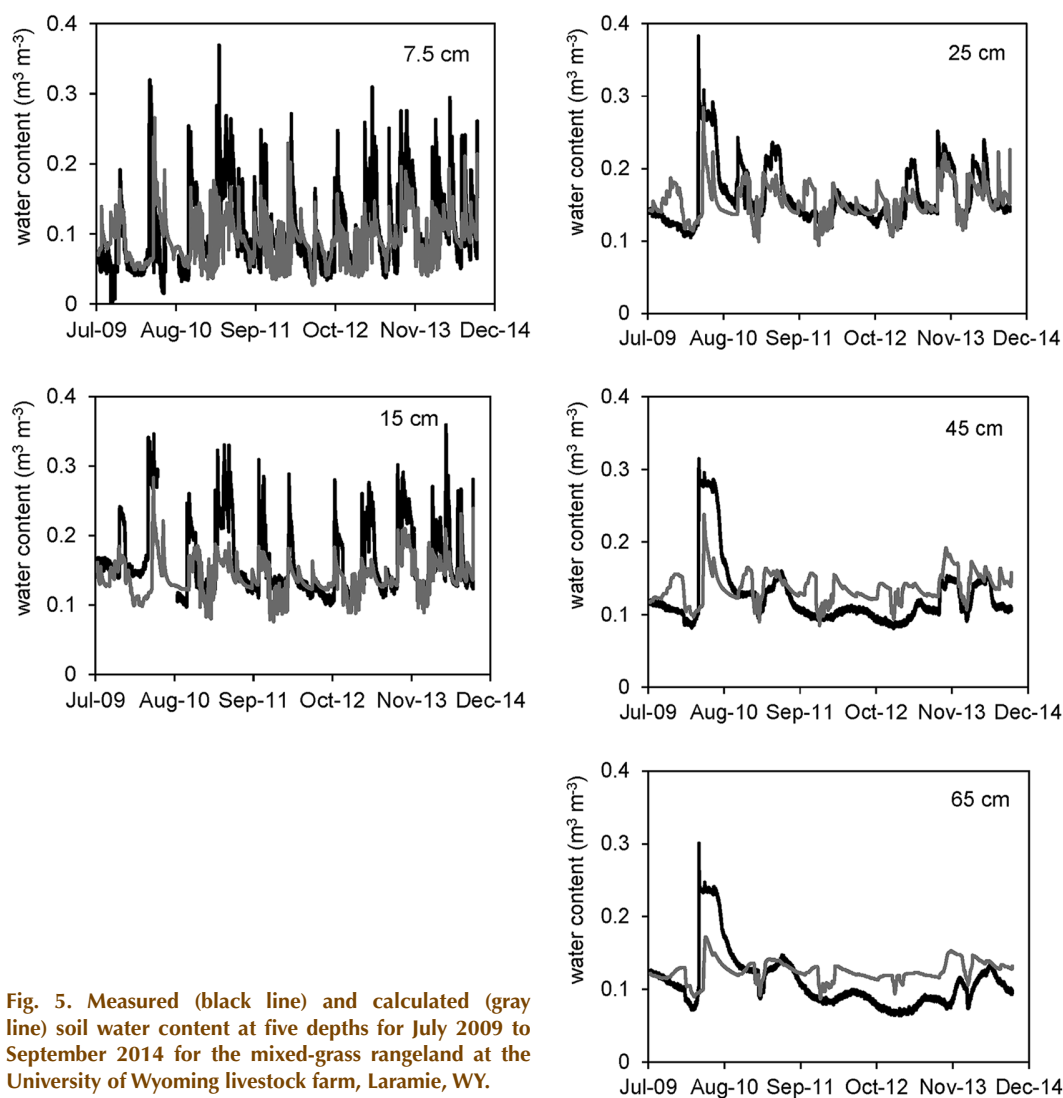 water content (m³ m⁻³)
0.4
0.3
0.2
0.1
0
7.5 cm
Jul-09 Aug-10 Sep-11 Oct-12 Nov-13 Dec-14
water content (m³ m⁻³)
0.4
0.3
0.2
0.1
0
25 cm
Jul-09 Aug-10 Sep-11 Oct-12 Nov-13 Dec-14
water content (m³ m⁻³)
0.4
0.3
0.2
0.1
0
15 cm
Jul-09 Aug-10 Sep-11 Oct-12 Nov-13 Dec-14
water content (m³ m⁻³)
0.4
0.3
0.2
0.1
0
45 cm
Jul-09 Aug-10 Sep-11 Oct-12 Nov-13 Dec-14
water content (m³ m⁻³)
0.4
0.3
0.2
0.1
0
65 cm
Jul-09 Aug-10 Sep-11 Oct-12 Nov-13 Dec-14
Fig. 5. Measured (black line) and calculated (gray
line) soil water content at five depths for July 2009 to
September 2014 for the mixed-grass rangeland at the
University of Wyoming livestock farm, Laramie, WY.